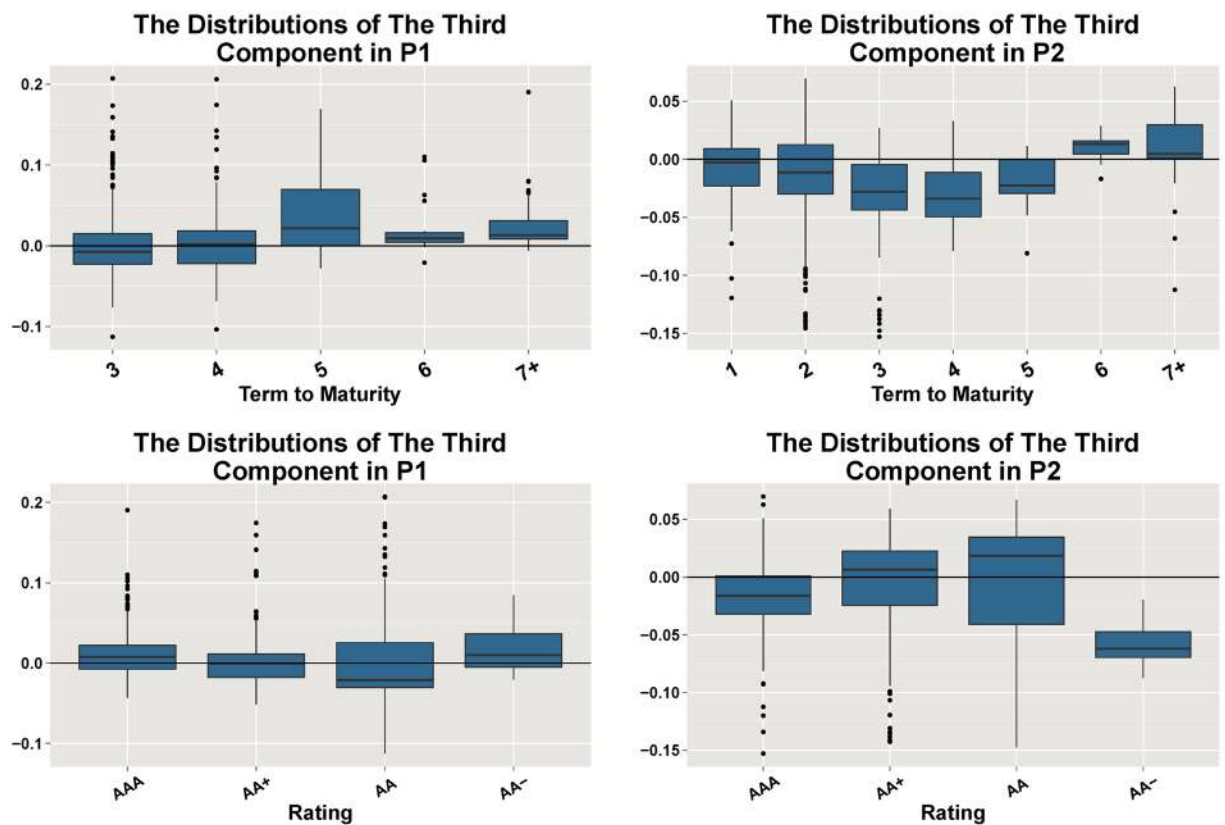 The Distributions of The Third
Component in P1
0.2
0.1
0.0
−0.1
3 4 5 6 7+
Term to Maturity
The Distributions of The Third
Component in P2
0.05
0.00
−0.05
−0.10
−0.15
1 2 3 4 5 6 7+
Term to Maturity
The Distributions of The Third
Component in P1
0.2
0.1
0.0
−0.1
AAA AA+ AA AA−
Rating
The Distributions of The Third
Component in P2
0.05
0.00
−0.05
−0.10
−0.15
AAA AA+ AA AA−
Rating